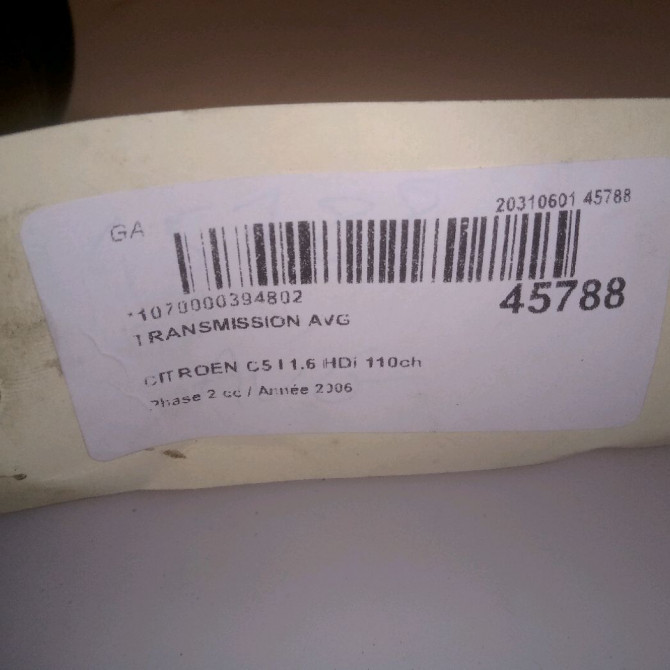 20310601 45788
GA
*1070000394802
45788
TRANSMISSION AVG
CITROEN C5 I 1.6 HDi 110ch
Phase 2 cc / Année 2006